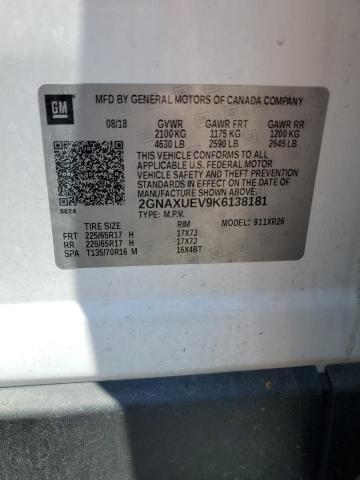 GM MFD BY GENERAL MOTORS OF CANADA COMPANY
08/18 GVWR GAWR FRT GAWR RR
2100 KG 1175 KG 1200 KG
4630 LB 2590 LB 2645 LB
THIS VEHICLE CONFORMS TO ALL
APPLICABLE U.S. FEDERAL MOTOR
VEHICLE SAFETY AND THEFT
PREVENTION STANDARDS IN EFFECT
ON THE DATE OF MANUFACTURE
SHOWN ABOVE.
2GNAXUEV9K6138181
TYPE: M.P.V. MODEL: 911XR26
TIRE SIZE RIM
FRT 225/65R17 H 17X7J
RR 225/65R17 H 17X7J
SPA T135/70R16 M 16X4BT